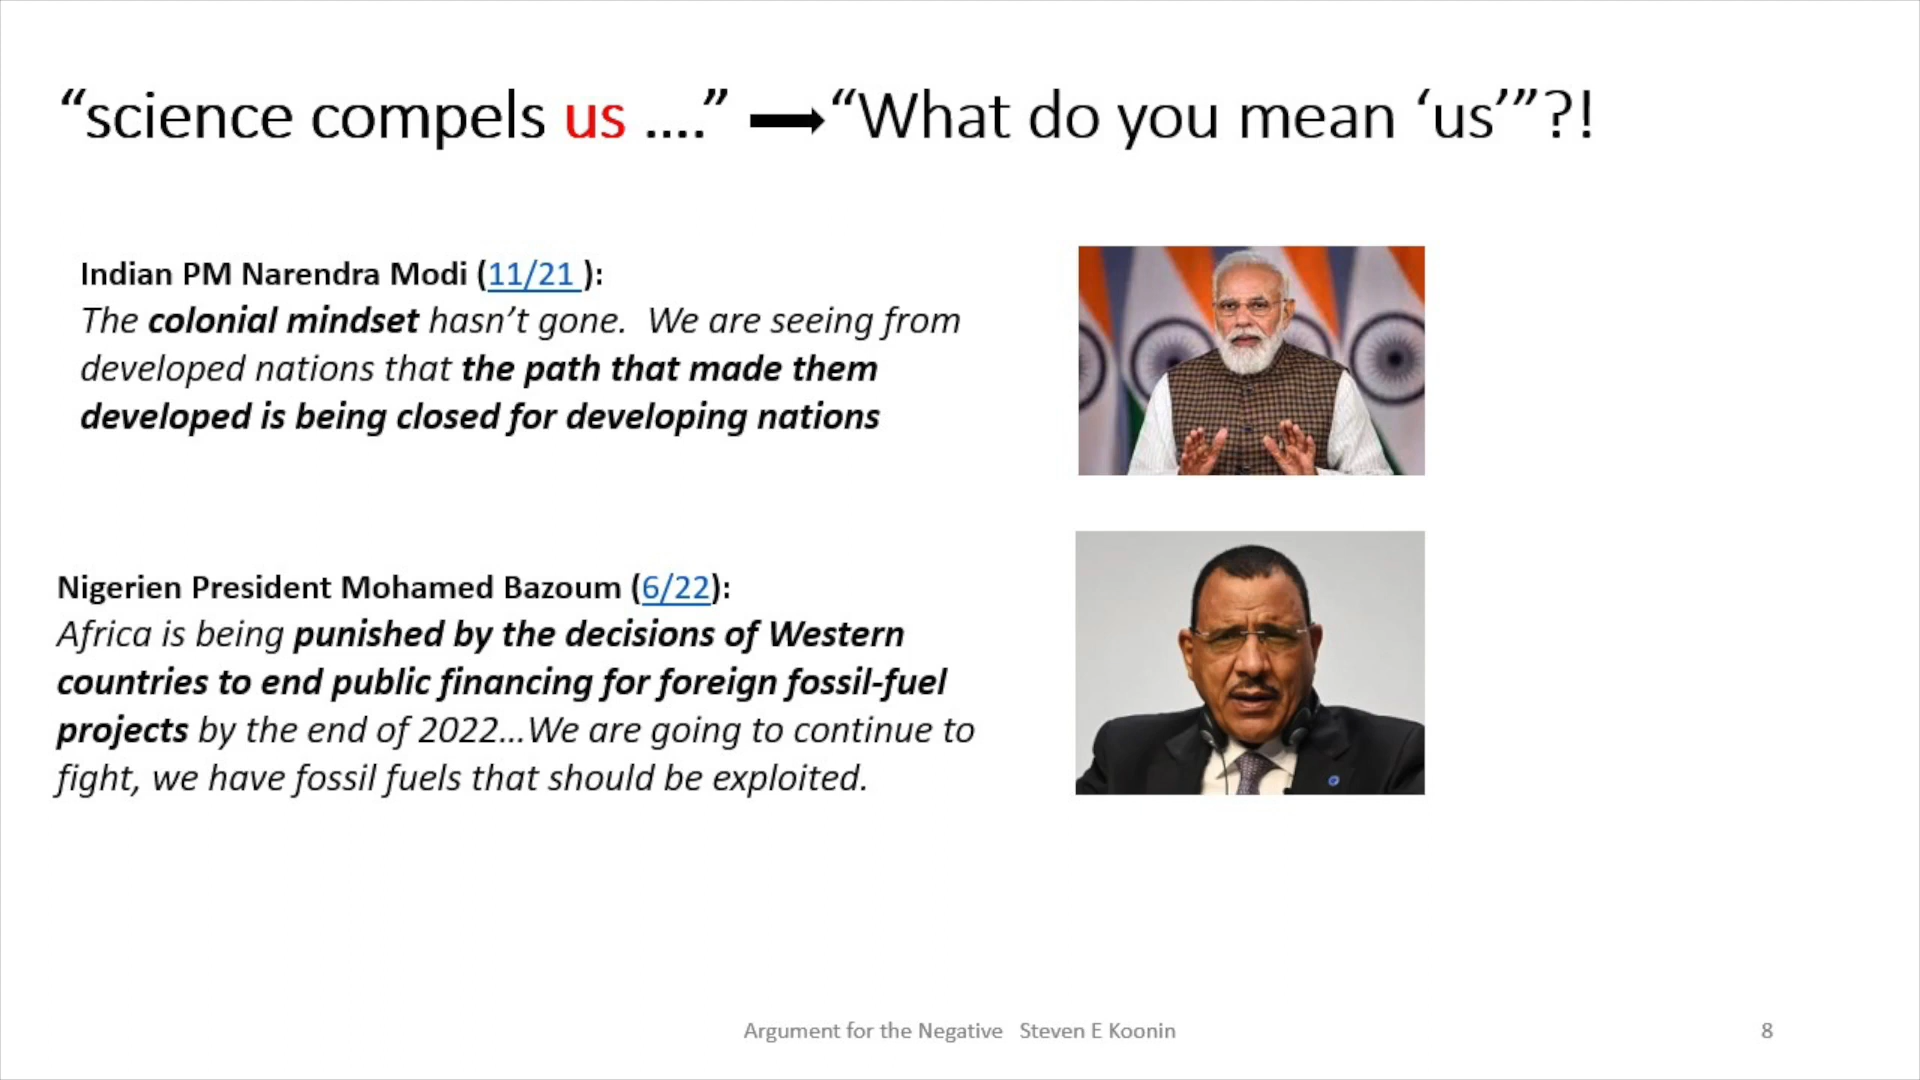 “science compels us ....” “What do you mean ‘us’”?!
Indian PM Narendra Modi (11/21 ):
The colonial mindset hasn’t gone.  We are seeing from
developed nations that the path that made them
developed is being closed for developing nations
Nigerien President Mohamed Bazoum (6/22):
Africa is being punished by the decisions of Western
countries to end public financing for foreign fossil-fuel
projects by the end of 2022...We are going to continue to
fight, we have fossil fuels that should be exploited.
Argument for the Negative   Steven E Koonin
8